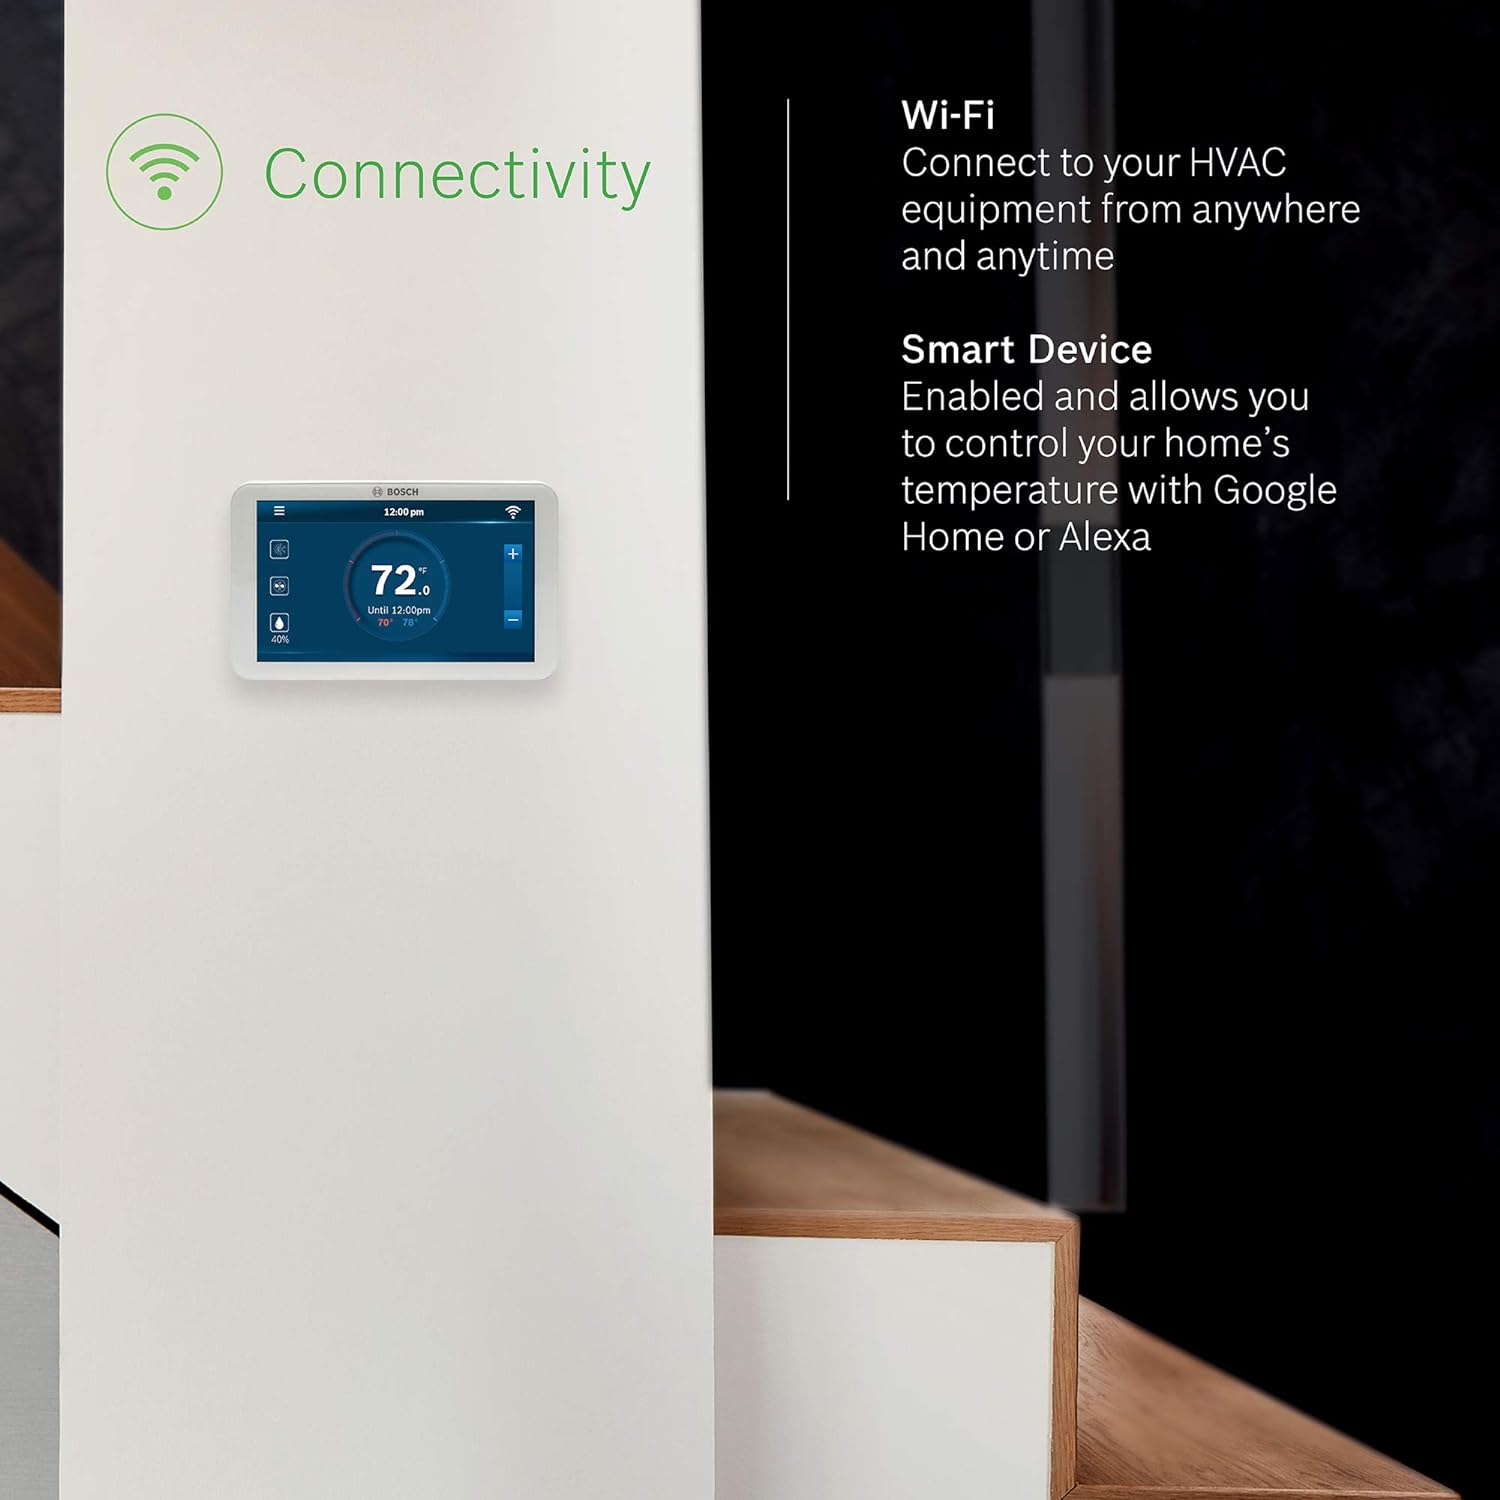 Connectivity
Wi-Fi
Connect to your HVAC
equipment from anywhere
and anytime
Smart Device
Enabled and allows you
to control your home's
temperature with Google
Home or Alexa
BOSCH
12:00 pm
72.0 °F
Until 12:00pm
70° 78°
40%
+
−